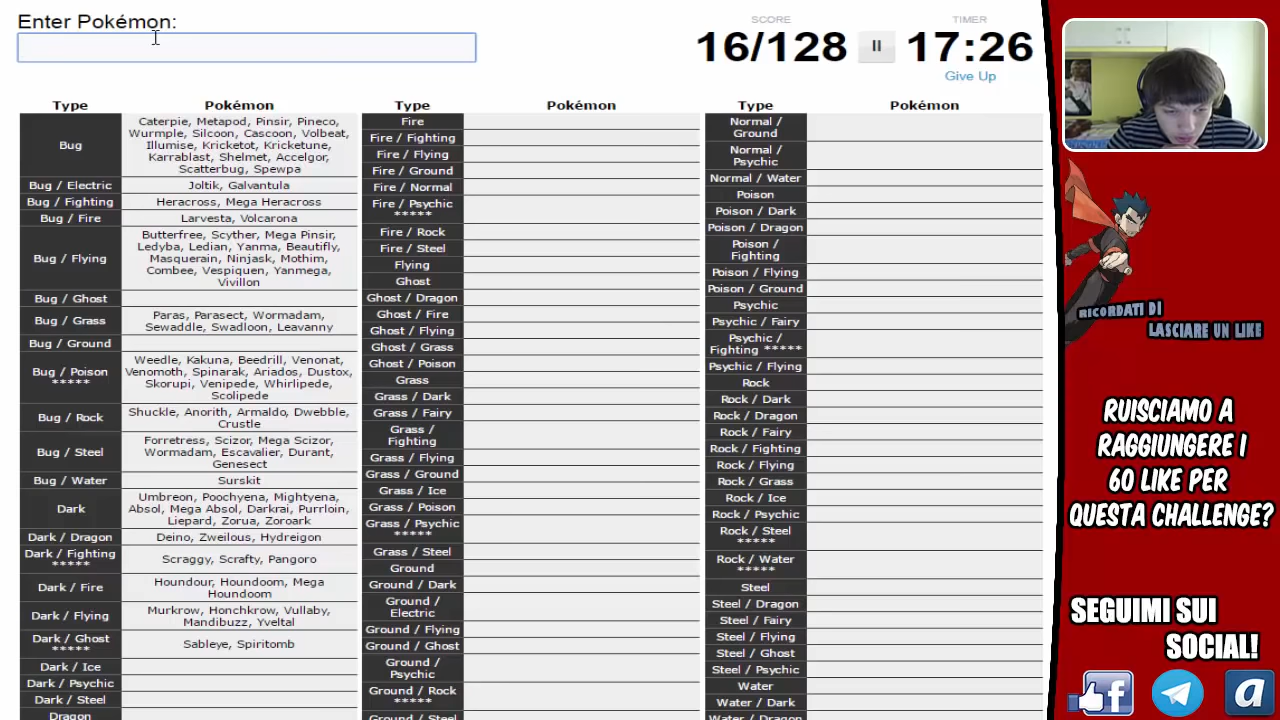 Enter Pokémon:
SCORE
16/128
TIMER
17:26
Give Up
Type
Pokémon
Bug
Caterpie, Metapod, Pinsir, Pineco,
Wurmple, Silcoon, Cascoon, Volbeat,
Illumise, Kricketot, Kricketune,
Karrablast, Shelmet, Accelgor,
Scatterbug, Spewpa
Bug / Electric
Joltik, Galvantula
Bug / Fighting
Heracross, Mega Heracross
Bug / Fire
Larvesta, Volcarona
Bug / Flying
Butterfree, Scyther, Mega Pinsir,
Ledyba, Ledian, Yanma, Beautifly,
Masquerain, Ninjask, Mothim,
Combee, Vespiquen, Yanmega,
Vivillon
Bug / Ghost
Bug / Grass
Paras, Parasect, Wormadam,
Sewaddle, Swadloon, Leavanny
Bug / Ground
Bug / Poison
*****
Weedle, Kakuna, Beedrill, Venonat,
Venomoth, Spinarak, Ariados, Dustox,
Skorupi, Venipede, Whirlipede,
Scolipede
Bug / Rock
Shuckle, Anorith, Armaldo, Dwebble,
Crustle
Bug / Steel
Forretress, Scizor, Mega Scizor,
Wormadam, Escavalier, Durant,
Genesect
Bug / Water
Surskit
Dark
Umbreon, Poochyena, Mightyena,
Absol, Mega Absol, Darkrai, Purrloin,
Liepard, Zorua, Zoroark
Dark / Dragon
Deino, Zweilous, Hydreigon
Dark / Fighting
*****
Scraggy, Scrafty, Pangoro
Dark / Fire
Houndour, Houndoom, Mega
Houndoom
Dark / Flying
Murkrow, Honchkrow, Vullaby,
Mandibuzz, Yveltal
Dark / Ghost
*****
Sableye, Spiritomb
Dark / Ice
Dark / Psychic
Dark / Steel
Dragon
Type
Pokémon
Fire
Fire / Fighting
Fire / Flying
Fire / Ground
Fire / Normal
Fire / Psychic
*****
Fire / Rock
Fire / Steel
Flying
Ghost
Ghost / Dragon
Ghost / Fire
Ghost / Flying
Ghost / Grass
Ghost / Poison
Grass
Grass / Dark
Grass / Fairy
Grass /
Fighting
Grass / Flying
Grass / Ground
Grass / Ice
Grass / Poison
Grass / Psychic
*****
Grass / Steel
Ground
Ground / Dark
Ground /
Electric
Ground / Flying
Ground / Ghost
Ground /
Psychic
Ground / Rock
*****
Ground / Steel
Type
Pokémon
Normal /
Ground
Normal /
Psychic
Normal / Water
Poison
Poison / Dark
Poison / Dragon
Poison /
Fighting
Poison / Flying
Poison / Ground
Psychic
Psychic / Fairy
Psychic /
Fighting *****
Psychic / Flying
Rock
Rock / Dark
Rock / Dragon
Rock / Fairy
Rock / Fighting
Rock / Flying
Rock / Grass
Rock / Ice
Rock / Psychic
Rock / Steel
*****
Rock / Water
*****
Steel
Steel / Dragon
Steel / Fairy
Steel / Flying
Steel / Ghost
Steel / Psychic
Water
Water / Dark
Water / Dragon
RICORDATI DI
LASCIARE UN LIKE
RUISCIAMO A
RAGGIUNGERE I
60 LIKE PER
QUESTA CHALLENGE?
SEGUIMI SUI
SOCIAL!
f
a